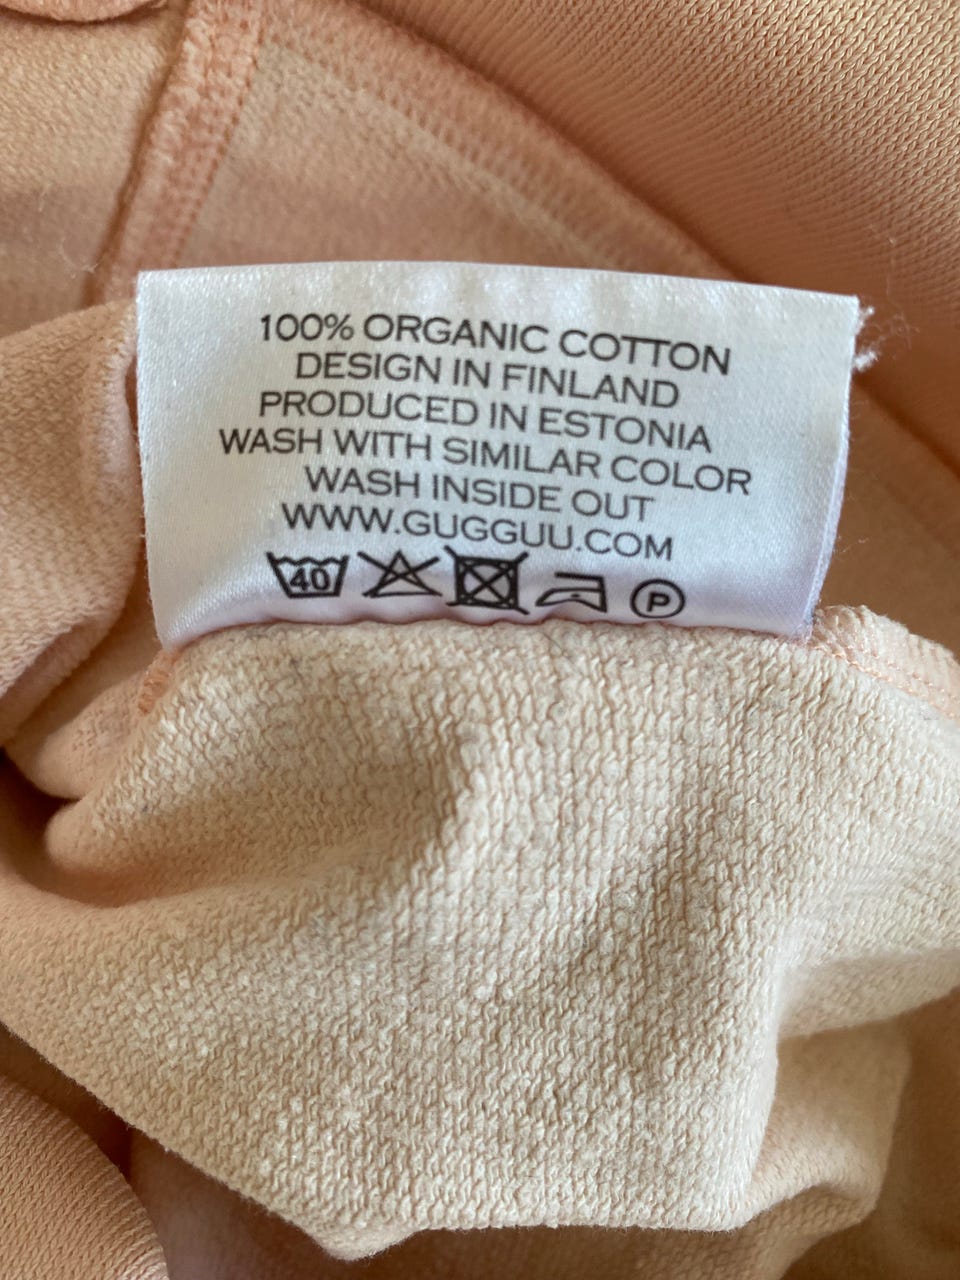 100% ORGANIC COTTON
DESIGN IN FINLAND
PRODUCED IN ESTONIA
WASH WITH SIMILAR COLOR
WASH INSIDE OUT
WWW.GUGGUU.COM
40 P